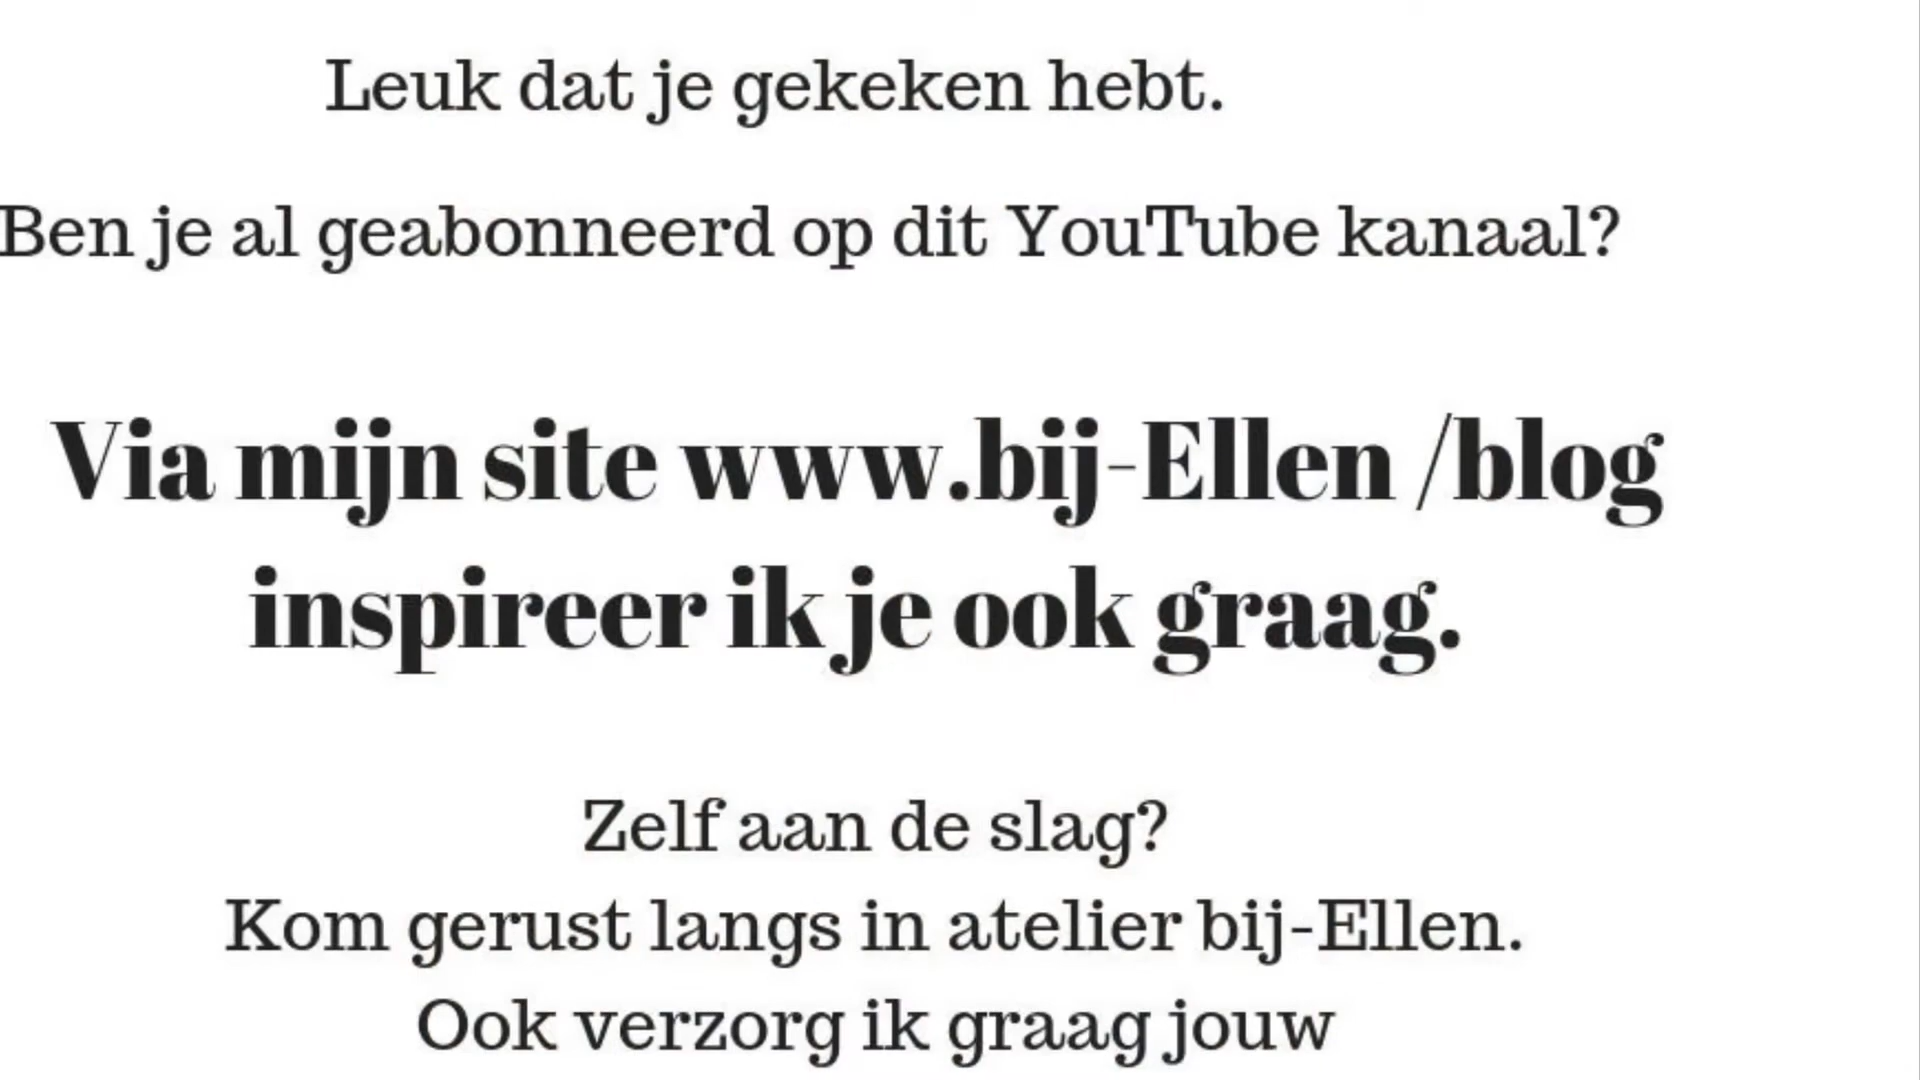 Leuk dat je gekeken hebt.
Ben je al geabonneerd op dit YouTube kanaal?
Via mijn site www.bij-Ellen /blog
inspireer ik je ook graag.
Zelf aan de slag?
Kom gerust langs in atelier bij-Ellen.
Ook verzorg ik graag jouw